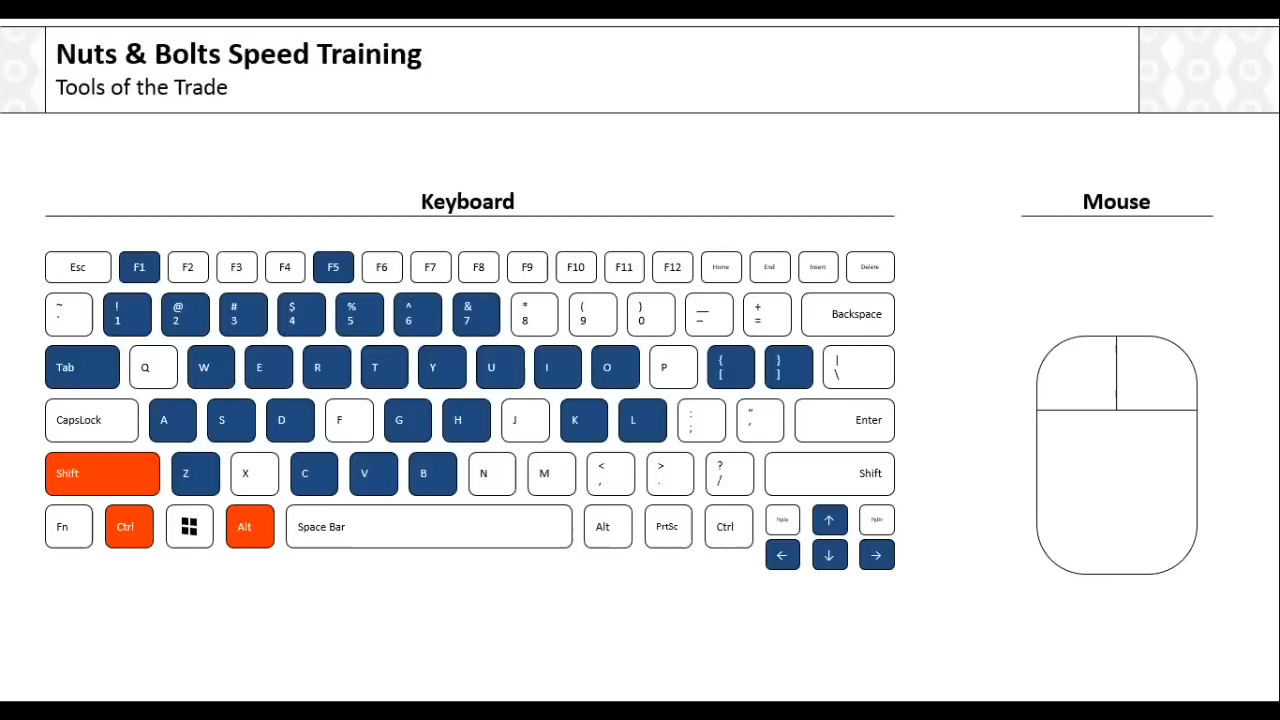 Nuts & Bolts Speed Training
Tools of the Trade
Keyboard
Mouse
Esc F1 F2 F3 F4 F5 F6 F7 F8 F9 F10 F11 F12 Home End Insert Delete
~ ! @ # $ % ^ & * ( ) — +
` 1 2 3 4 5 6 7 8 9 0 – = Backspace
Tab Q W E R T Y U I O P { } |
[ ] \
CapsLock A S D F G H J K L : " Enter
; '
Shift Z X C V B N M < > ? Shift
, . /
Fn Ctrl Alt Space Bar Alt PrtSc Ctrl PgUp ↑ PgDn
← ↓ →